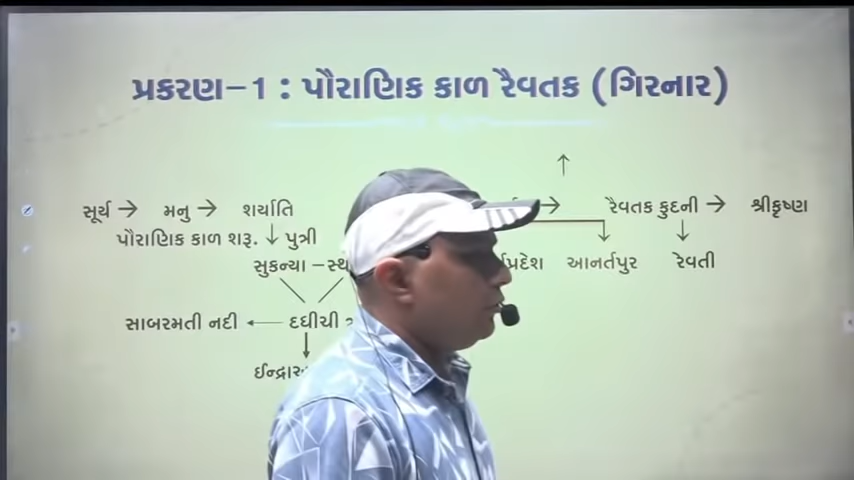 પ્રકરણ-1 : પૌરાણિક કાળ રૈવતક (ગિરનાર)
↑
સૂર્ય → મનુ → શર્યાતિ → રૈવતક કુદની → શ્રીકૃષ્ણ
પૌરાણિક કાળ શરૂ. ↓ પુત્રી ↓ ↓
સુકન્યા – આનર્તપુર રેવતી
સાબરમતી નદી ← દધીચી
↓